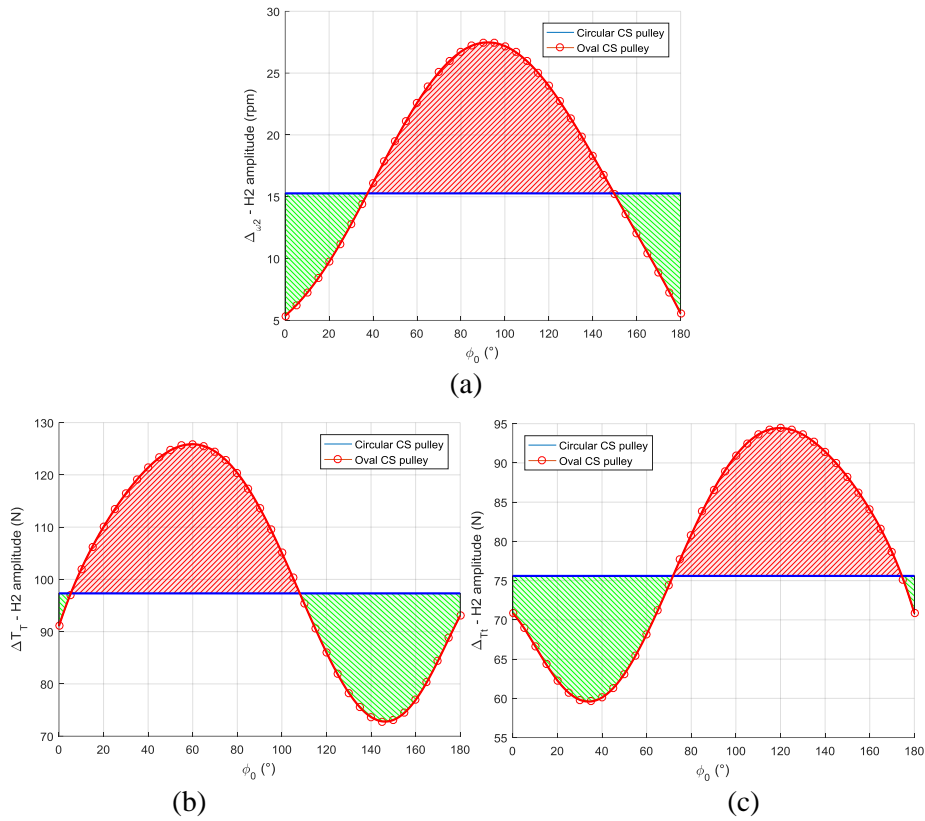 Circular CS pulley
Oval CS pulley
Δω2 - H2 amplitude (rpm)
30
25
20
15
10
5
0 20 40 60 80 100 120 140 160 180
ϕ0 (°)
(a)
Circular CS pulley
Oval CS pulley
ΔTT - H2 amplitude (N)
130
120
110
100
90
80
70
0 20 40 60 80 100 120 140 160 180
ϕ0 (°)
(b)
Circular CS pulley
Oval CS pulley
ΔTt - H2 amplitude (N)
95
90
85
80
75
70
65
60
55
0 20 40 60 80 100 120 140 160 180
ϕ0 (°)
(c)